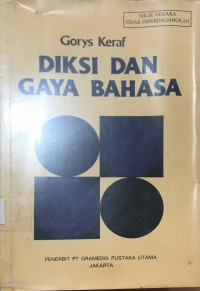 MILIK NEGARA
TIDAK DIPERDAGANGKAN
Gorys Keraf
DIKSI DAN
GAYA BAHASA
PENERBIT PT GRAMEDIA PUSTAKA UTAMA
JAKARTA